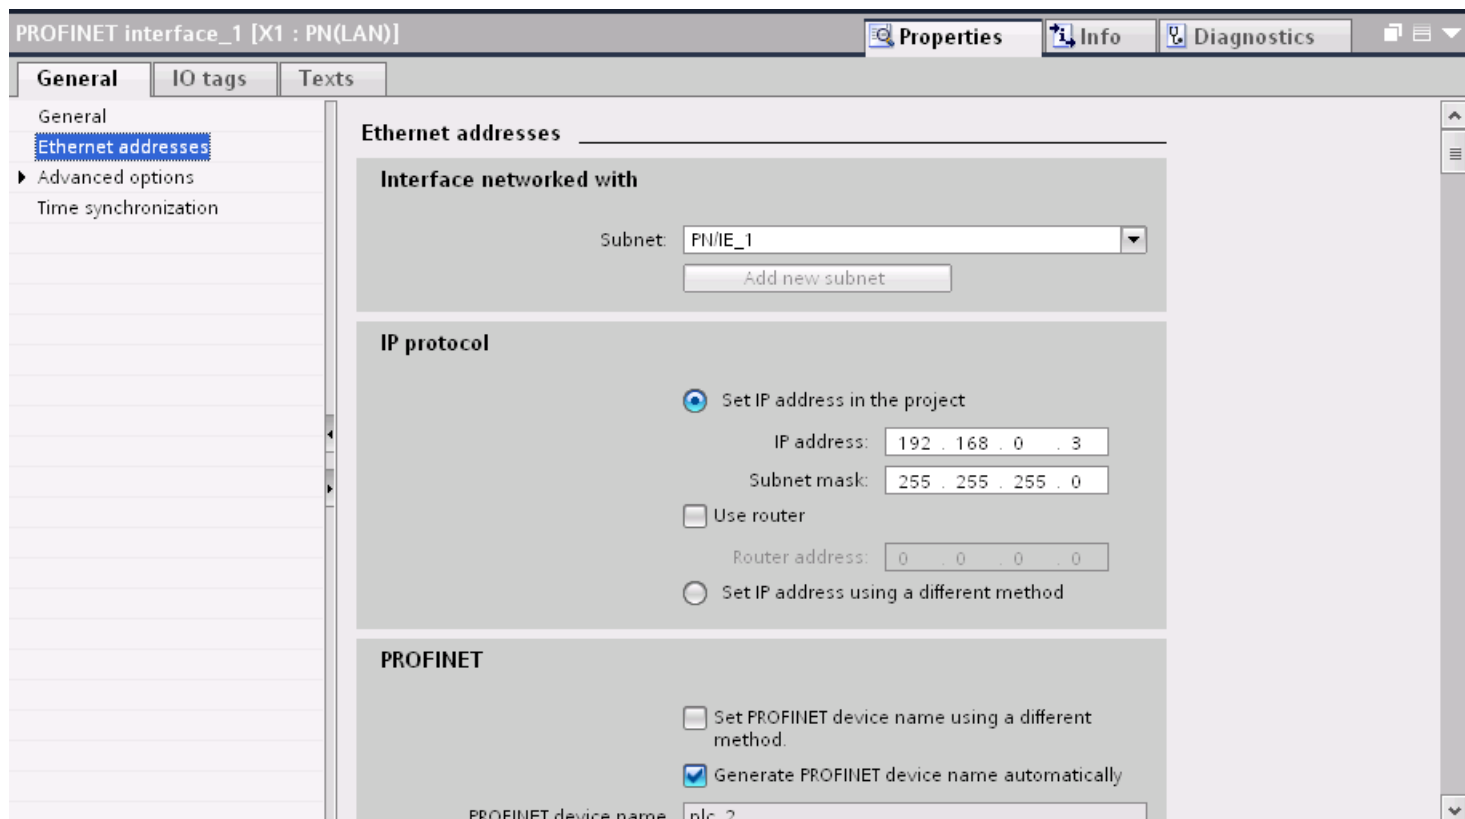 PROFINET interface_1 [X1 : PN(LAN)]
Properties
Info
Diagnostics
General
IO tags
Texts
General
Ethernet addresses
Advanced options
Time synchronization
Ethernet addresses
Interface networked with
Subnet: PN/IE_1
Add new subnet
IP protocol
Set IP address in the project
IP address: 192 . 168 . 0 . 3
Subnet mask: 255 . 255 . 255 . 0
Use router
Router address: 0 . 0 . 0 . 0
Set IP address using a different method
PROFINET
Set PROFINET device name using a different
method.
Generate PROFINET device name automatically
PROFINET device name plc_2